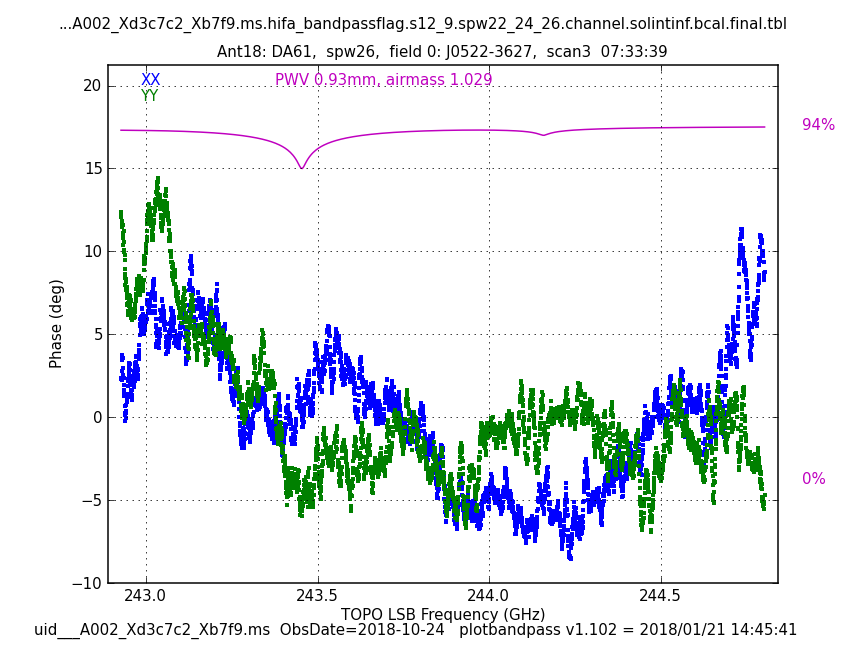 ...A002_Xd3c7c2_Xb7f9.ms.hifa_bandpassflag.s12_9.spw22_24_26.channel.solintinf.bcal.final.tbl
Ant18: DA61, spw26, field 0: J0522-3627, scan3 07:33:39
XX
YY
PWV 0.93mm, airmass 1.029
94%
0%
20
15
10
5
0
−5
−10
Phase (deg)
243.0 243.5 244.0 244.5
TOPO LSB Frequency (GHz)
uid___A002_Xd3c7c2_Xb7f9.ms ObsDate=2018-10-24 plotbandpass v1.102 = 2018/01/21 14:45:41